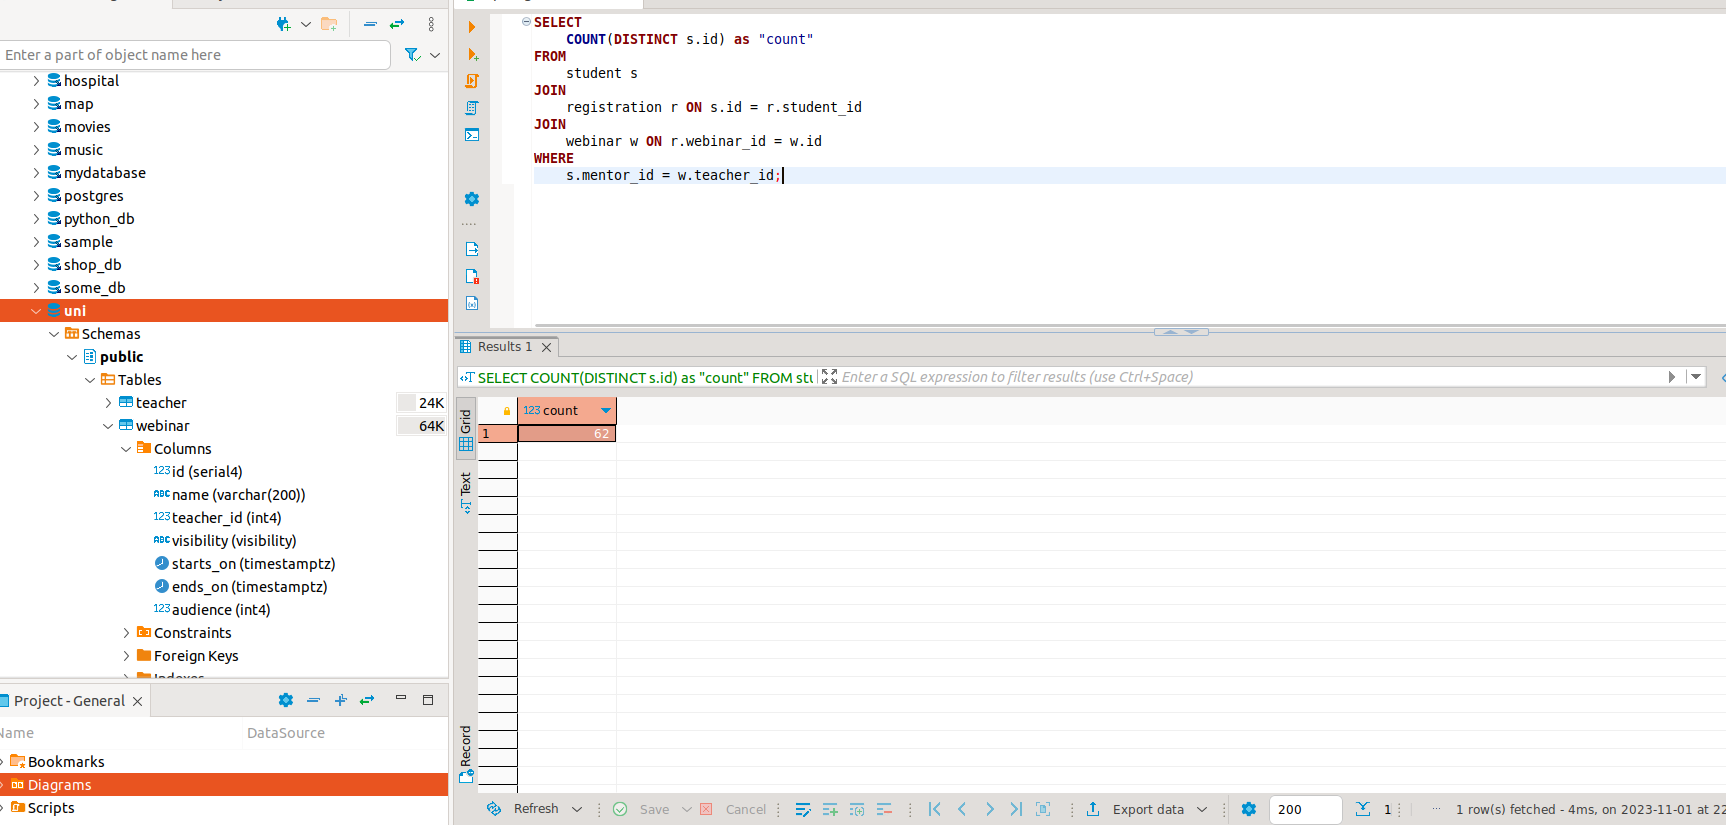 Enter a part of object name here
hospital
map
movies
music
mydatabase
postgres
python_db
sample
shop_db
some_db
uni
Schemas
public
Tables
teacher 24K
webinar 64K
Columns
123 id (serial4)
ABC name (varchar(200))
123 teacher_id (int4)
ABC visibility (visibility)
starts_on (timestamptz)
ends_on (timestamptz)
123 audience (int4)
Constraints
Foreign Keys
Indexes
Project - General
Name DataSource
Bookmarks
Diagrams
Scripts
SELECT
COUNT(DISTINCT s.id) as "count"
FROM
student s
JOIN
registration r ON s.id = r.student_id
JOIN
webinar w ON r.webinar_id = w.id
WHERE
s.mentor_id = w.teacher_id;
Results 1
SELECT COUNT(DISTINCT s.id) as "count" FROM stu
Enter a SQL expression to filter results (use Ctrl+Space)
Grid
Text
Record
123 count
1 62
Refresh Save Cancel Export data 200 1 1 row(s) fetched - 4ms, on 2023-11-01 at 22